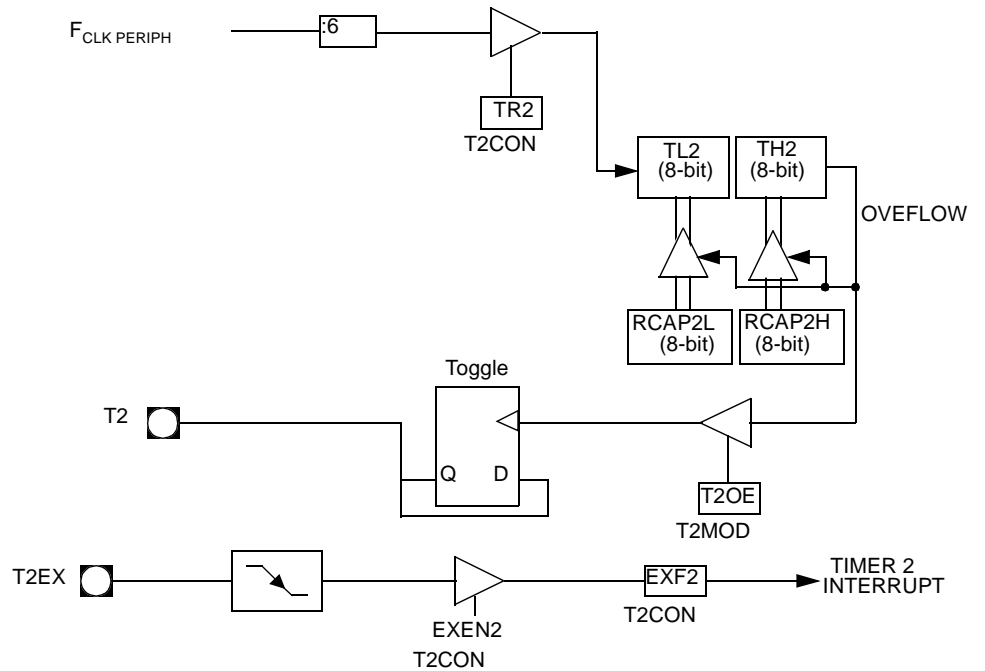 FCLK PERIPH
:6
TR2
T2CON
TL2
(8-bit)
TH2
(8-bit)
OVEFLOW
RCAP2L
(8-bit)
RCAP2H
(8-bit)
Toggle
T2
Q
D
T2OE
T2MOD
T2EX
EXEN2
T2CON
EXF2
T2CON
TIMER 2
INTERRUPT